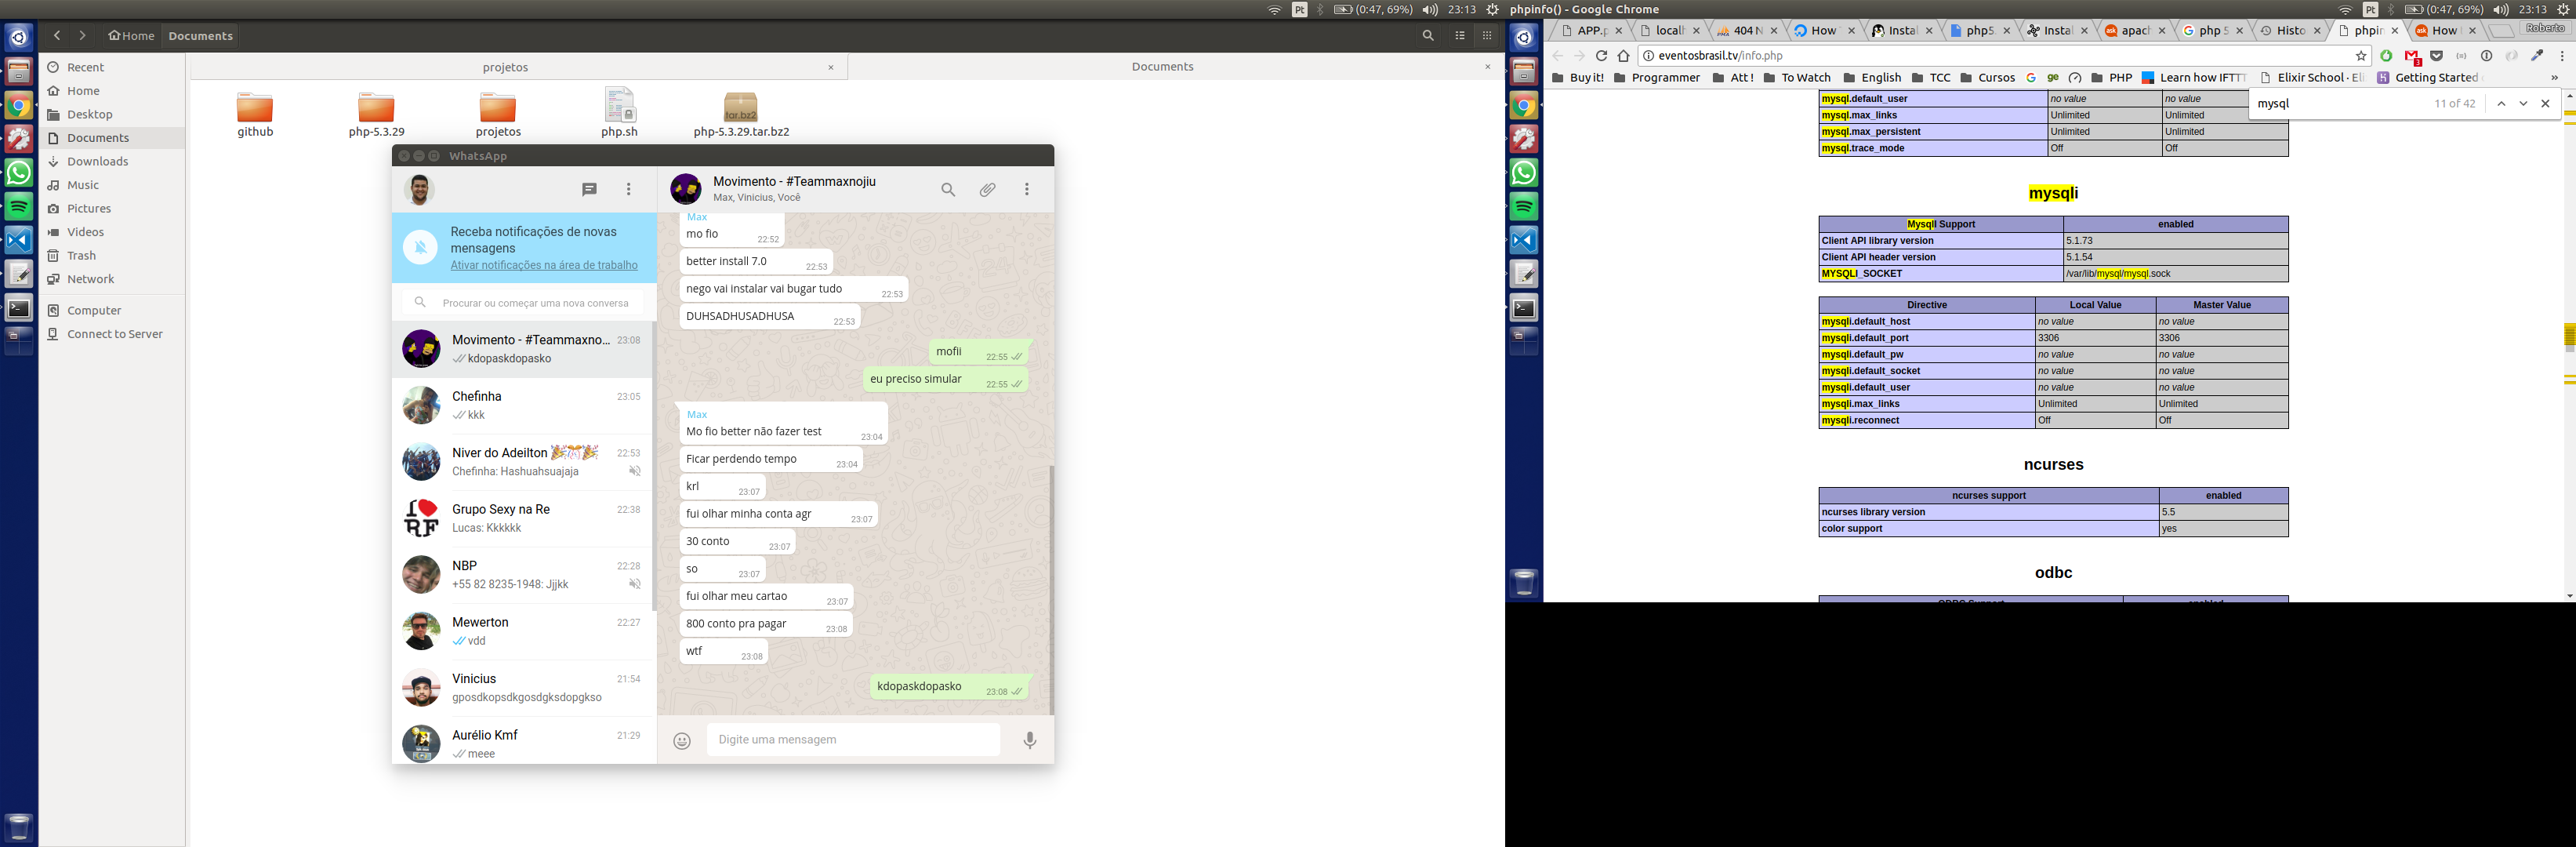 Pt
(0:47, 69%)
23:13
phpinfo() - Google Chrome
Pt
(0:47, 69%)
23:13
Home
Documents
Recent
Home
Desktop
Documents
Downloads
Music
Pictures
Videos
Trash
Network
Computer
Connect to Server
projetos
Documents
github
php-5.3.29
projetos
php.sh
tar.bz2
php-5.3.29.tar.bz2
WhatsApp
Receba notificações de novas
mensagens
Ativar notificações na área de trabalho
Procurar ou começar uma nova conversa
Movimento - #Teammaxno... 23:08
kdopaskdopasko
Chefinha 23:05
kkk
Niver do Adeilton 🎉🎊🎉 22:53
Chefinha: Hashuahsuajaja
I ❤ RF
Grupo Sexy na Re 22:38
Lucas: Kkkkkk
NBP 22:28
+55 82 8235-1948: Jjjkk
Mewerton 22:27
vdd
Vinicius 21:54
gposdkopsdkgosdgksdopgkso
Aurélio Kmf 21:29
meee
Movimento - #Teammaxnojiu
Max, Vinicius, Você
Max
mo fio 22:52
better install 7.0 22:53
nego vai instalar vai bugar tudo 22:53
DUHSADHUSADHUSA 22:53
mofii 22:55
eu preciso simular 22:55
Max
Mo fio better não fazer test 23:04
Ficar perdendo tempo 23:04
krl 23:07
fui olhar minha conta agr 23:07
30 conto 23:07
so 23:07
fui olhar meu cartao 23:07
800 conto pra pagar 23:08
wtf 23:08
kdopaskdopasko 23:08
Digite uma mensagem
APP.p
local
404 N
How
Instal
php5.
Instal
apach
php 5
Histo
phpin
How
Roberto
eventosbrasil.tv/info.php
3
Buy it!
Programmer
Att !
To Watch
English
TCC
Cursos
PHP
Learn how IFTTT
Elixir School · Eli
Getting Started
mysql 11 of 42
mysql.default_user no value no value
mysql.max_links Unlimited Unlimited
mysql.max_persistent Unlimited Unlimited
mysql.trace_mode Off Off
mysqli
MysqlI Support enabled
Client API library version 5.1.73
Client API header version 5.1.54
MYSQLI_SOCKET /var/lib/mysql/mysql.sock
Directive Local Value Master Value
mysqli.default_host no value no value
mysqli.default_port 3306 3306
mysqli.default_pw no value no value
mysqli.default_socket no value no value
mysqli.default_user no value no value
mysqli.max_links Unlimited Unlimited
mysqli.reconnect Off Off
ncurses
ncurses support enabled
ncurses library version 5.5
color support yes
odbc
ODBC Support enabled